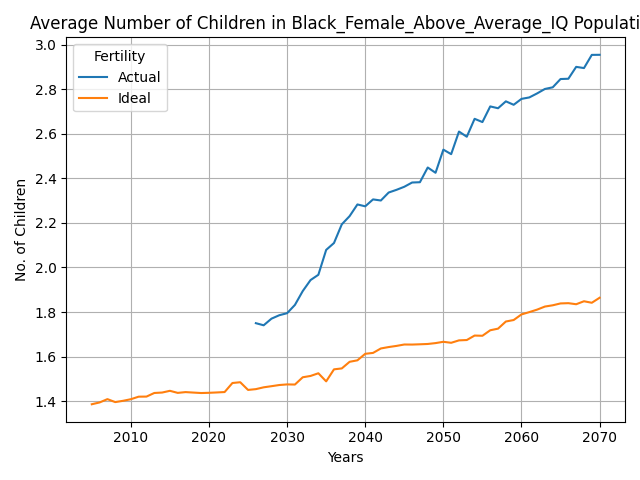 Average Number of Children in Black_Female_Above_Average_IQ Populati
3.0
2.8
2.6
2.4
2.2
2.0
1.8
1.6
1.4
No. of Children
Fertility
Actual
Ideal
2010 2020 2030 2040 2050 2060 2070
Years